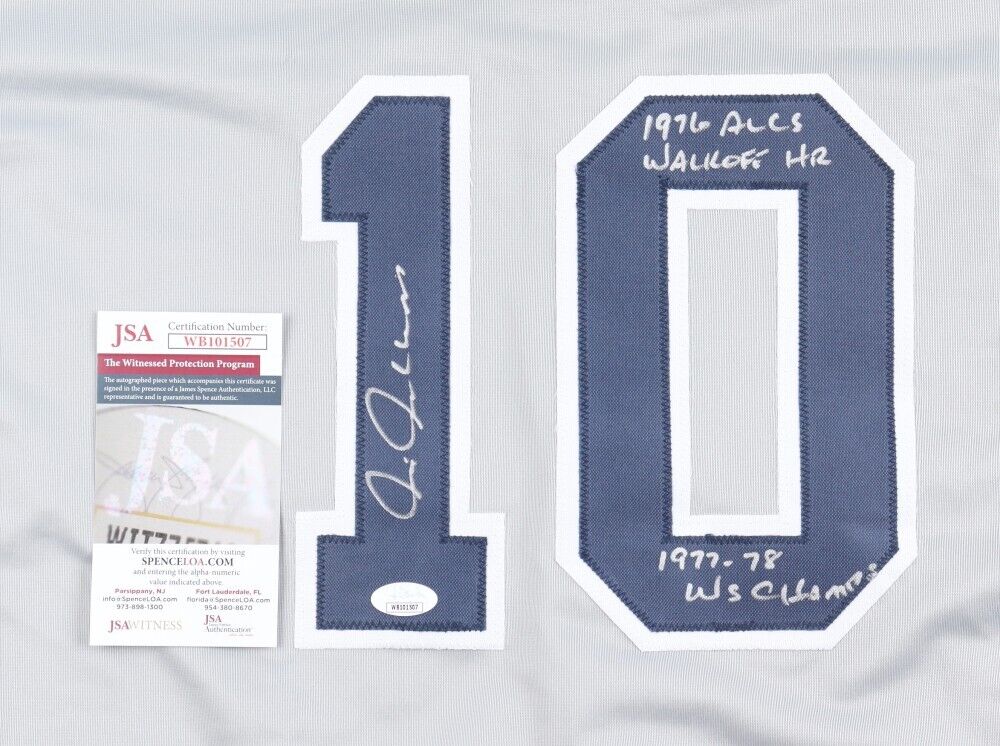 10
1976 ALCS
WALKOFF HR
1977-78
WS CHAMPS
JSA
Certification Number:
WB101507
The Witnessed Protection Program
The autographed piece which accompanies this certificate was
signed in the presence of a James Spence Authentication, LLC
representative and is guaranteed to be authentic.
JSA
Verify this certification by visiting
SPENCELOA.COM
and entering the alpha-numeric
value indicated above
Parsippany, NJ
info@SpenceLOA.com
973-898-1300
Fort Lauderdale, FL
florida@SpenceLOA.com
954-380-8670
JSAWITNESS
JSA
Authentication
WB101507